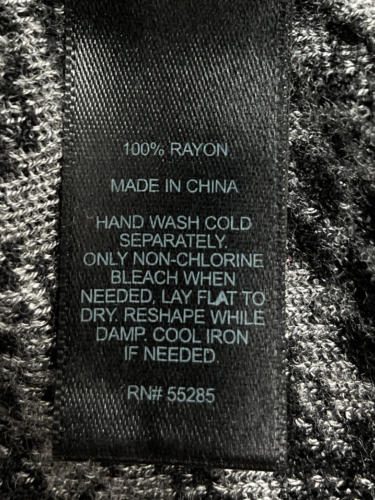 100% RAYON
MADE IN CHINA
HAND WASH COLD
SEPARATELY.
ONLY NON-CHLORINE
BLEACH WHEN
NEEDED, LAY FLAT TO
DRY. RESHAPE WHILE
DAMP. COOL IRON
IF NEEDED
RN# 55285